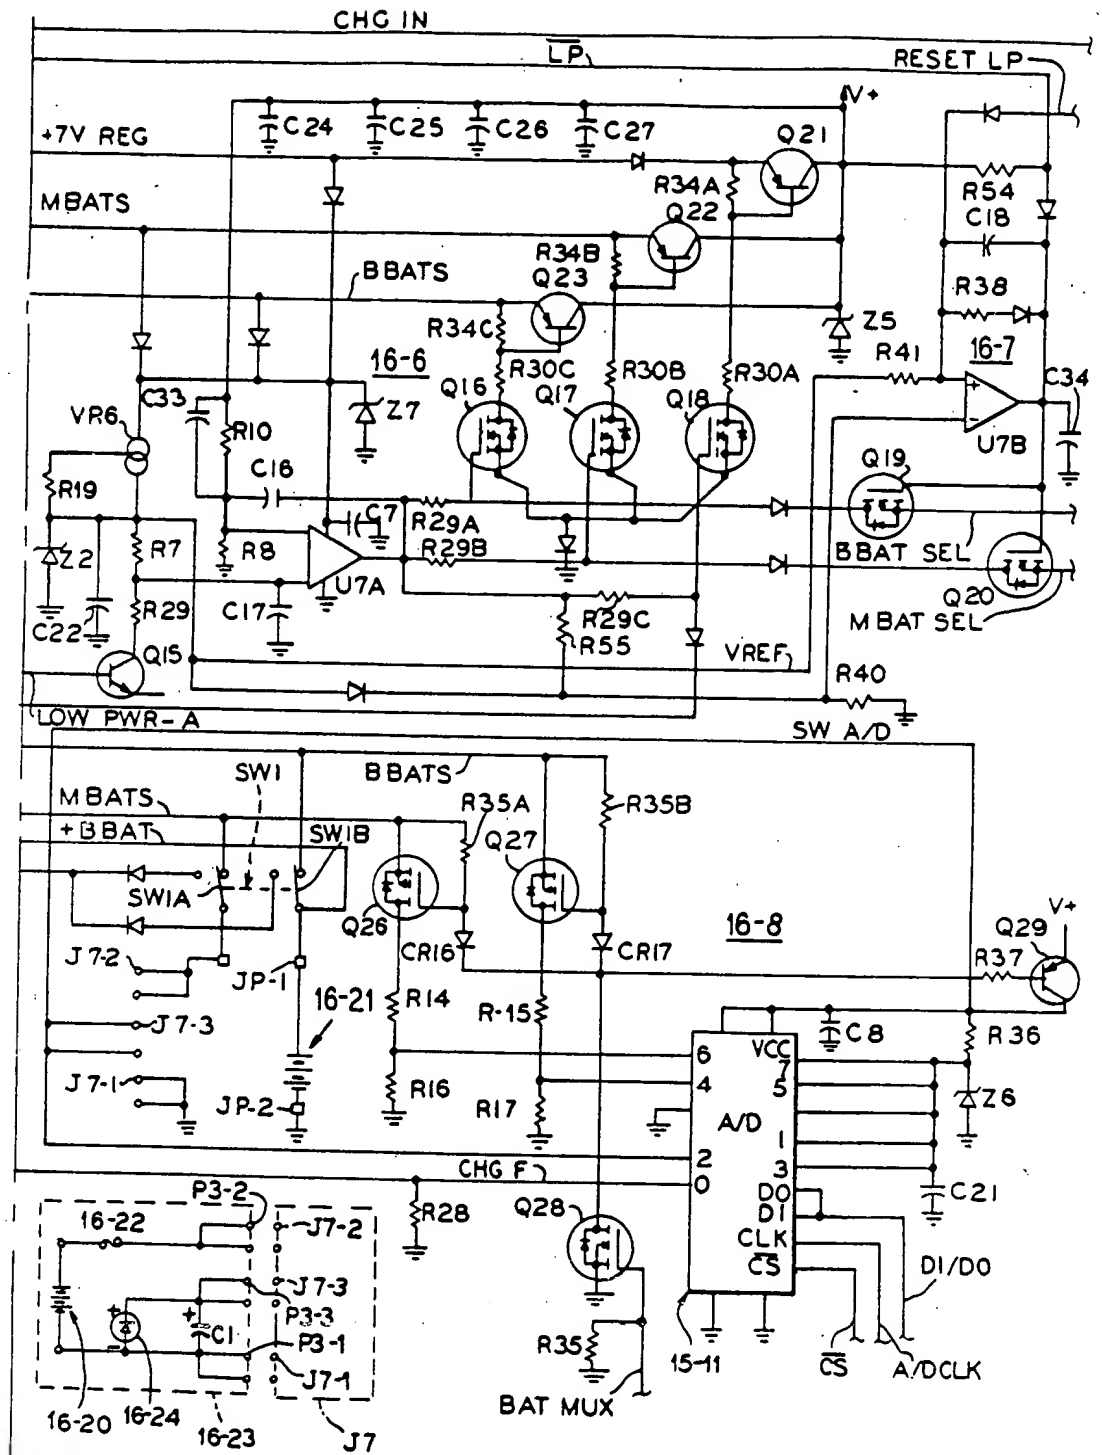 CHG IN
LP
RESET LP
V+
C24
C25
C26
C27
Q21
+7V REG
R34A
R54
MBATS
Q22
C18
R34B
BBATS
Q23
R38
R34C
Z5
16-6
R30C
R30B
R30A
R41
16-7
C34
C33
Q16
Q17
Q18
Z7
VR6
R10
U7B
Q19
C16
R19
C7
R29A
R7
R8
R29B
BBAT SEL
Z2
U7A
Q20
C17
R29C
MBAT SEL
C22
R29
R55
Q15
VREF
R40
LOW PWR-A
SW A/D
SW1
BBATS
MBATS
R35A
R35B
+BBAT
SW1B
Q27
SW1A
Q26
16-8
V+
Q29
CR16
CR17
J7-2
JP-1
R37
16-21
R14
R-15
J7-3
C8
R36
6
VCC
7
J7-1
R16
4
5
Z6
JP-2
R17
A/D
1
2
3
CHG F
0
P3-2
D0
C21
16-22
R28
Q28
D1
J7-2
CLK
CS
DI/DO
J7-3
P3-3
+
+
C1
P3-1
-
R35
15-11
J7-1
CS
A/DCLK
BAT MUX
16-20
16-24
16-23
J7